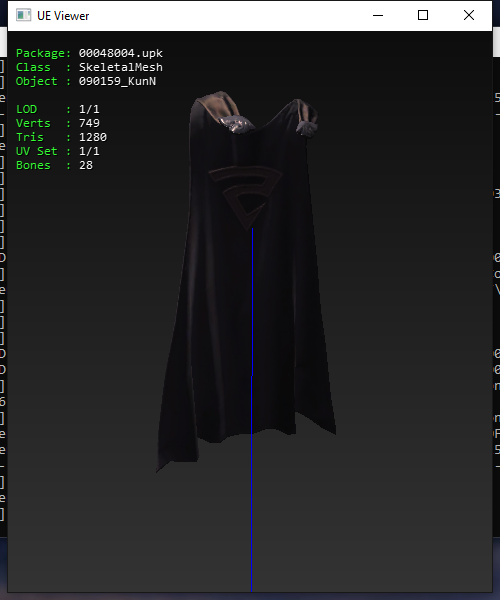 UE Viewer
Package: 00048004.upk
Class : SkeletalMesh
Object : 090159_KunN
LOD : 1/1
Verts : 749
Tris : 1280
UV Set : 1/1
Bones : 28